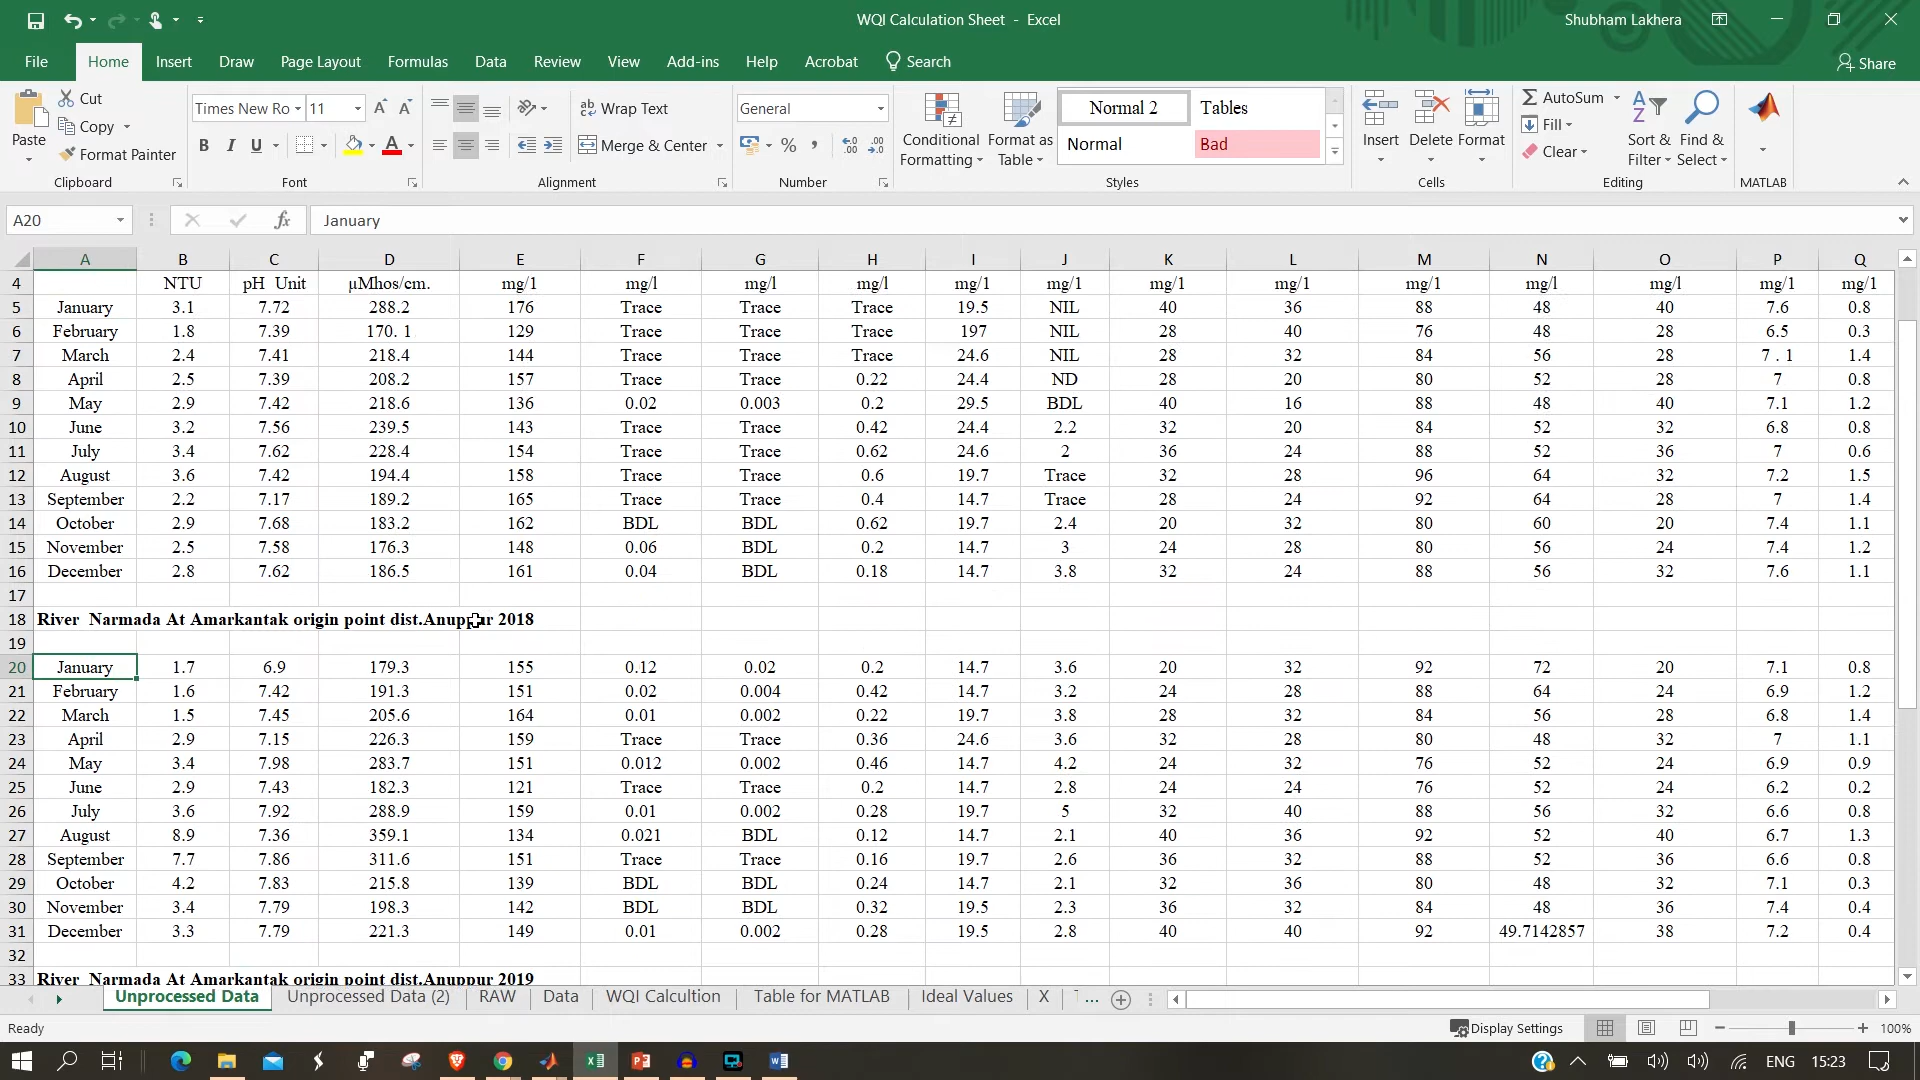 WQI Calculation Sheet - Excel
Shubham Lakhera
File Home Insert Draw Page Layout Formulas Data Review View Add-ins Help Acrobat Search Share
Paste Cut Copy Format Painter Clipboard
Times New Ro 11 B I U Font
Wrap Text Merge & Center Alignment
General % Number
Conditional Formatting Format as Table Normal 2 Tables Normal Bad Styles
Insert Delete Format Cells
AutoSum Fill Clear Sort & Filter Find & Select Editing
MATLAB
A20 fx January
A B C D E F G H I J K L M N O P Q
4 NTU pH Unit µMhos/cm. mg/1 mg/l mg/l mg/l mg/1 mg/1 mg/1 mg/1 mg/1 mg/l mg/l mg/1 mg/1
5 January 3.1 7.72 288.2 176 Trace Trace Trace 19.5 NIL 40 36 88 48 40 7.6 0.8
6 February 1.8 7.39 170. 1 129 Trace Trace Trace 197 NIL 28 40 76 48 28 6.5 0.3
7 March 2.4 7.41 218.4 144 Trace Trace Trace 24.6 NIL 28 32 84 56 28 7 . 1 1.4
8 April 2.5 7.39 208.2 157 Trace Trace 0.22 24.4 ND 28 20 80 52 28 7 0.8
9 May 2.9 7.42 218.6 136 0.02 0.003 0.2 29.5 BDL 40 16 88 48 40 7.1 1.2
10 June 3.2 7.56 239.5 143 Trace Trace 0.42 24.4 2.2 32 20 84 52 32 6.8 0.8
11 July 3.4 7.62 228.4 154 Trace Trace 0.62 24.6 2 36 24 88 52 36 7 0.6
12 August 3.6 7.42 194.4 158 Trace Trace 0.6 19.7 Trace 32 28 96 64 32 7.2 1.5
13 September 2.2 7.17 189.2 165 Trace Trace 0.4 14.7 Trace 28 24 92 64 28 7 1.4
14 October 2.9 7.68 183.2 162 BDL BDL 0.62 19.7 2.4 20 32 80 60 20 7.4 1.1
15 November 2.5 7.58 176.3 148 0.06 BDL 0.2 14.7 3 24 28 80 56 24 7.4 1.2
16 December 2.8 7.62 186.5 161 0.04 BDL 0.18 14.7 3.8 32 24 88 56 32 7.6 1.1
17
18 River Narmada At Amarkantak origin point dist.Anuppur 2018
19
20 January 1.7 6.9 179.3 155 0.12 0.02 0.2 14.7 3.6 20 32 92 72 20 7.1 0.8
21 February 1.6 7.42 191.3 151 0.02 0.004 0.42 14.7 3.2 24 28 88 64 24 6.9 1.2
22 March 1.5 7.45 205.6 164 0.01 0.002 0.22 19.7 3.8 28 32 84 56 28 6.8 1.4
23 April 2.9 7.15 226.3 159 Trace Trace 0.36 24.6 3.6 32 28 80 48 32 7 1.1
24 May 3.4 7.98 283.7 151 0.012 0.002 0.46 14.7 4.2 24 32 76 52 24 6.9 0.9
25 June 2.9 7.43 182.3 121 Trace Trace 0.2 14.7 2.8 24 24 76 52 24 6.2 0.2
26 July 3.6 7.92 288.9 159 0.01 0.002 0.28 19.7 5 32 40 88 56 32 6.6 0.8
27 August 8.9 7.36 359.1 134 0.021 BDL 0.12 14.7 2.1 40 36 92 52 40 6.7 1.3
28 September 7.7 7.86 311.6 151 Trace Trace 0.16 19.7 2.6 36 32 88 52 36 6.6 0.8
29 October 4.2 7.83 215.8 139 BDL BDL 0.24 14.7 2.1 32 36 80 48 32 7.1 0.3
30 November 3.4 7.79 198.3 142 BDL BDL 0.32 19.5 2.3 36 32 84 48 36 7.4 0.4
31 December 3.3 7.79 221.3 149 0.01 0.002 0.28 19.5 2.8 40 40 92 49.7142857 38 7.2 0.4
32
33 River Narmada At Amarkantak origin point dist.Anuppur 2019
Unprocessed Data Unprocessed Data (2) RAW Data WQI Calcultion Table for MATLAB Ideal Values X ...
Ready Display Settings 100%
ENG 15:23